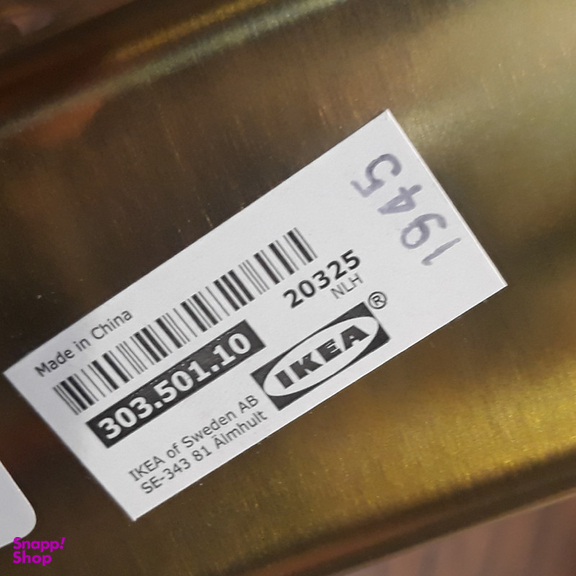 Made in China
303.501.10
20325
NLH
IKEA®
IKEA of Sweden AB
SE-343 81 Älmhult
1945
Snapp!
Shop